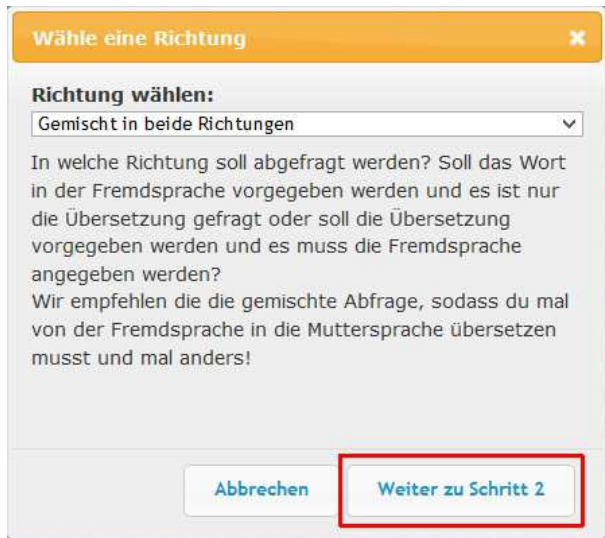 Wähle eine Richtung
Richtung wählen:
Gemischt in beide Richtungen
In welche Richtung soll abgefragt werden? Soll das Wort
in der Fremdsprache vorgegeben werden und es ist nur
die Übersetzung gefragt oder soll die Übersetzung
vorgegeben werden und es muss die Fremdsprache
angegeben werden?
Wir empfehlen die die gemischte Abfrage, sodass du mal
von der Fremdsprache in die Muttersprache übersetzen
musst und mal anders!
Abbrechen
Weiter zu Schritt 2